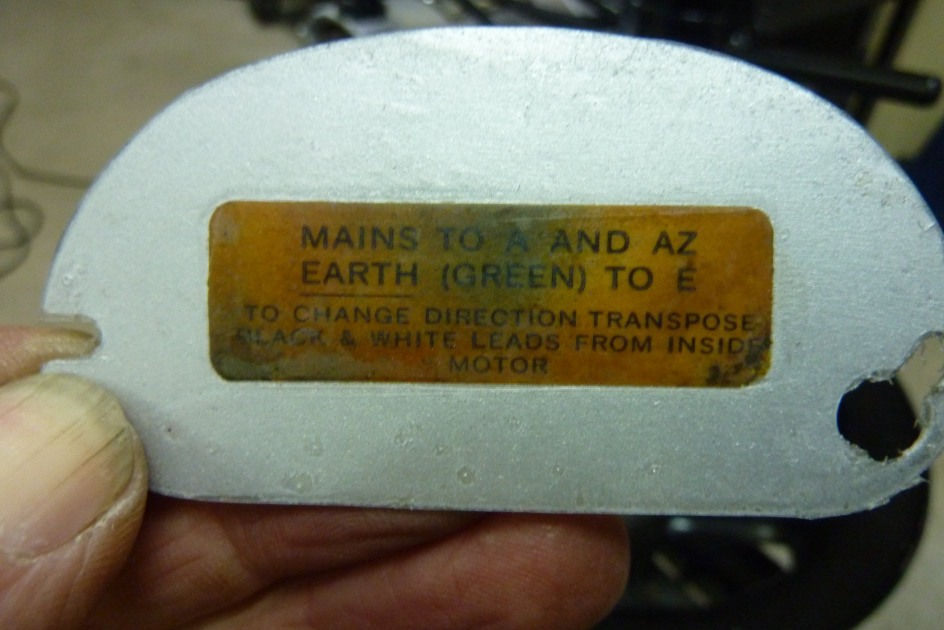 MAINS TO A AND AZ
EARTH (GREEN) TO E
TO CHANGE DIRECTION TRANSPOSE
BLACK & WHITE LEADS FROM INSIDE
MOTOR